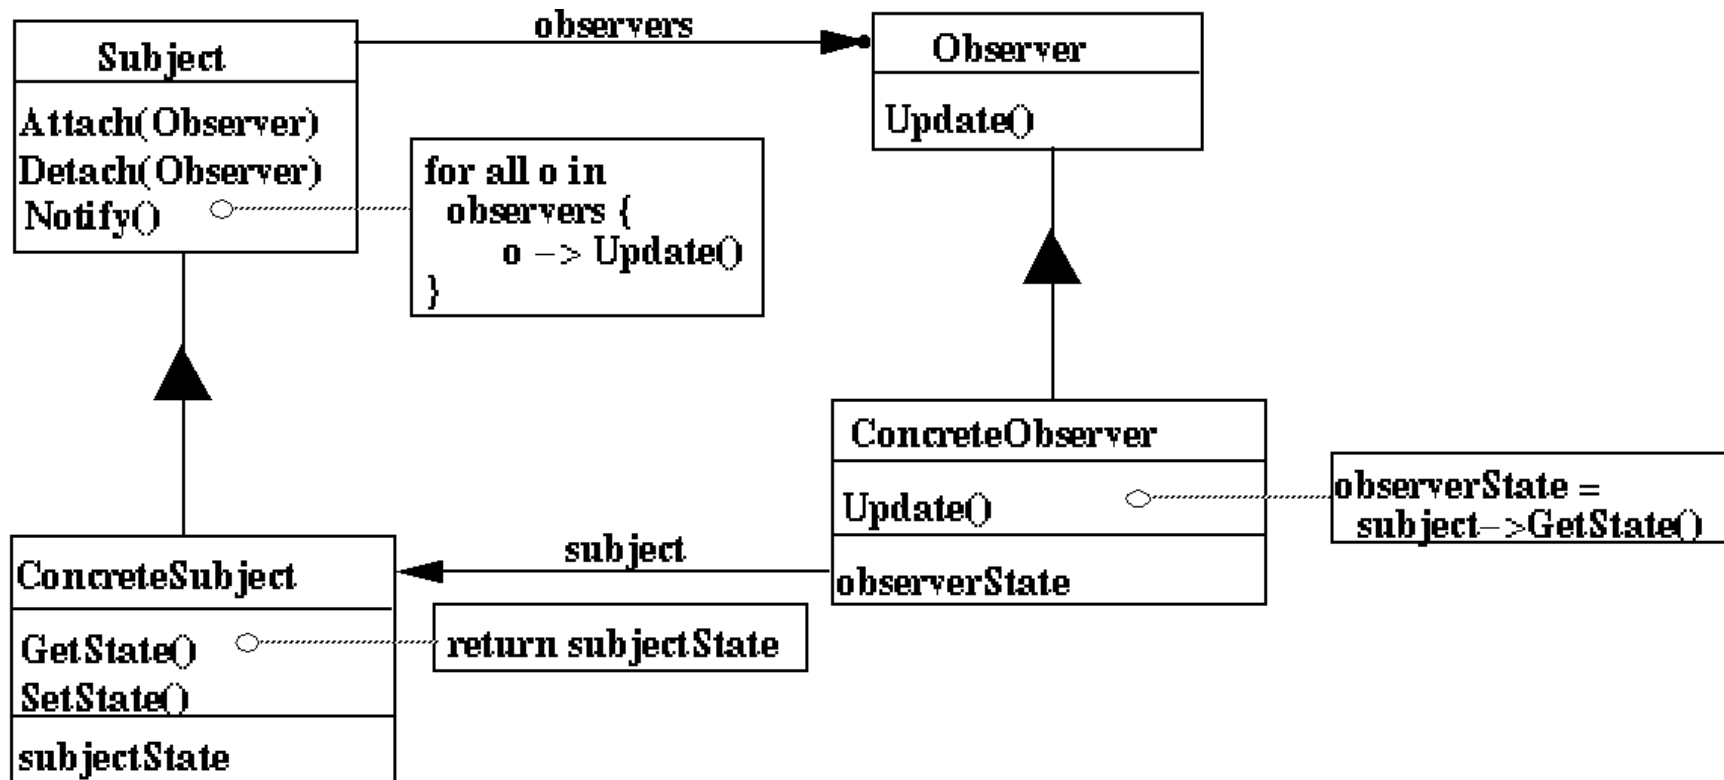 observers
Subject
Attach(Observer)
Detach(Observer)
Notify()
for all o in
observers {
o -> Update()
}
Observer
Update()
ConcreteObserver
Update()
observerState
observerState =
subject->GetState()
subject
ConcreteSubject
GetState()
SetState()
subjectState
return subjectState